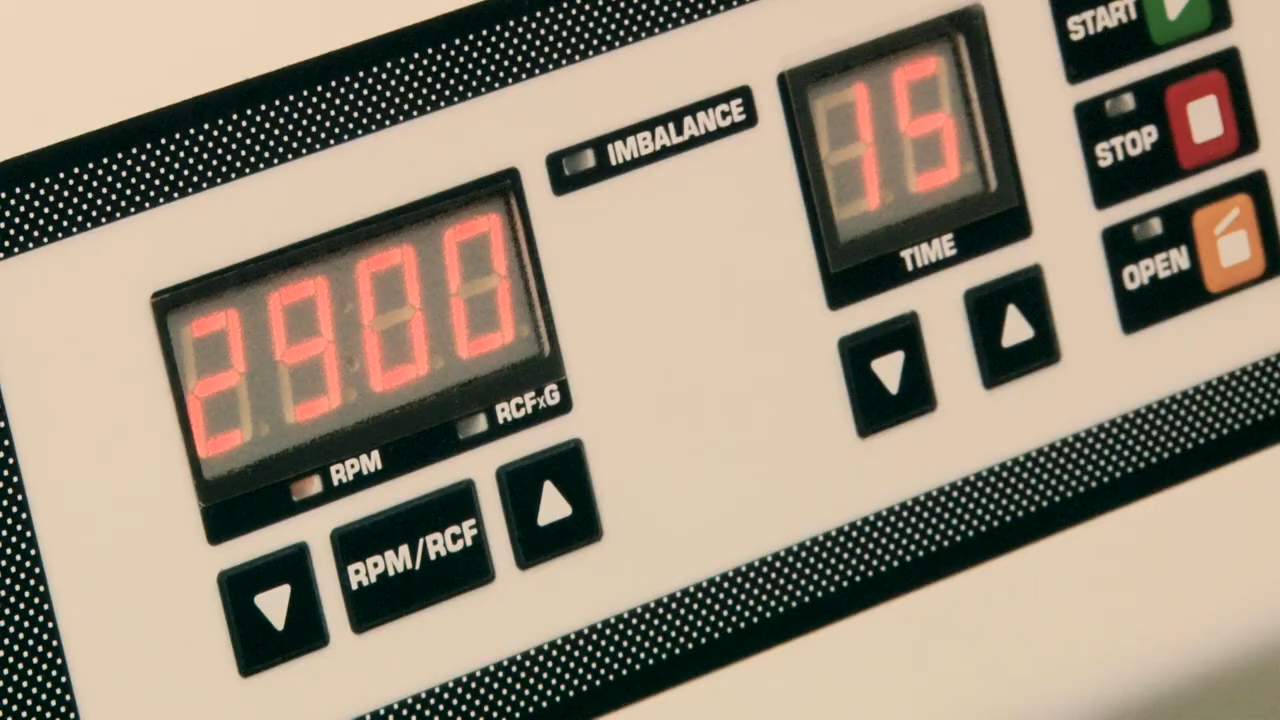 START
15
IMBALANCE
STOP
TIME
OPEN
2900
RCFxG
RPM
RPM/RCF